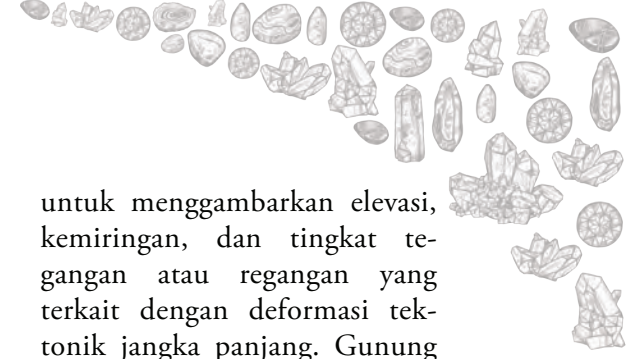 untuk menggambarkan elevasi,
kemiringan, dan tingkat te-
gangan atau regangan yang
terkait dengan deformasi tek-
tonik jangka panjang. Gunung